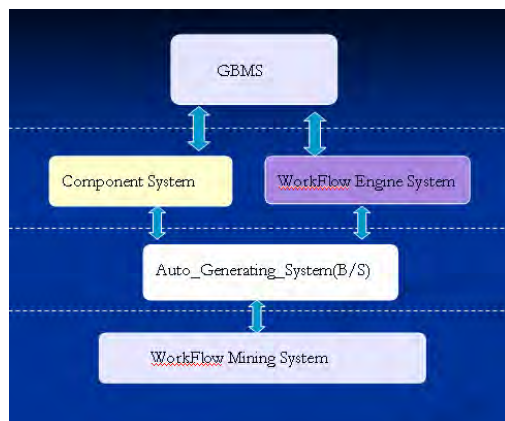 GBMS
Component System
WorkFlow Engine System
Auto_Generating_System(B/S)
WorkFlow Mining System